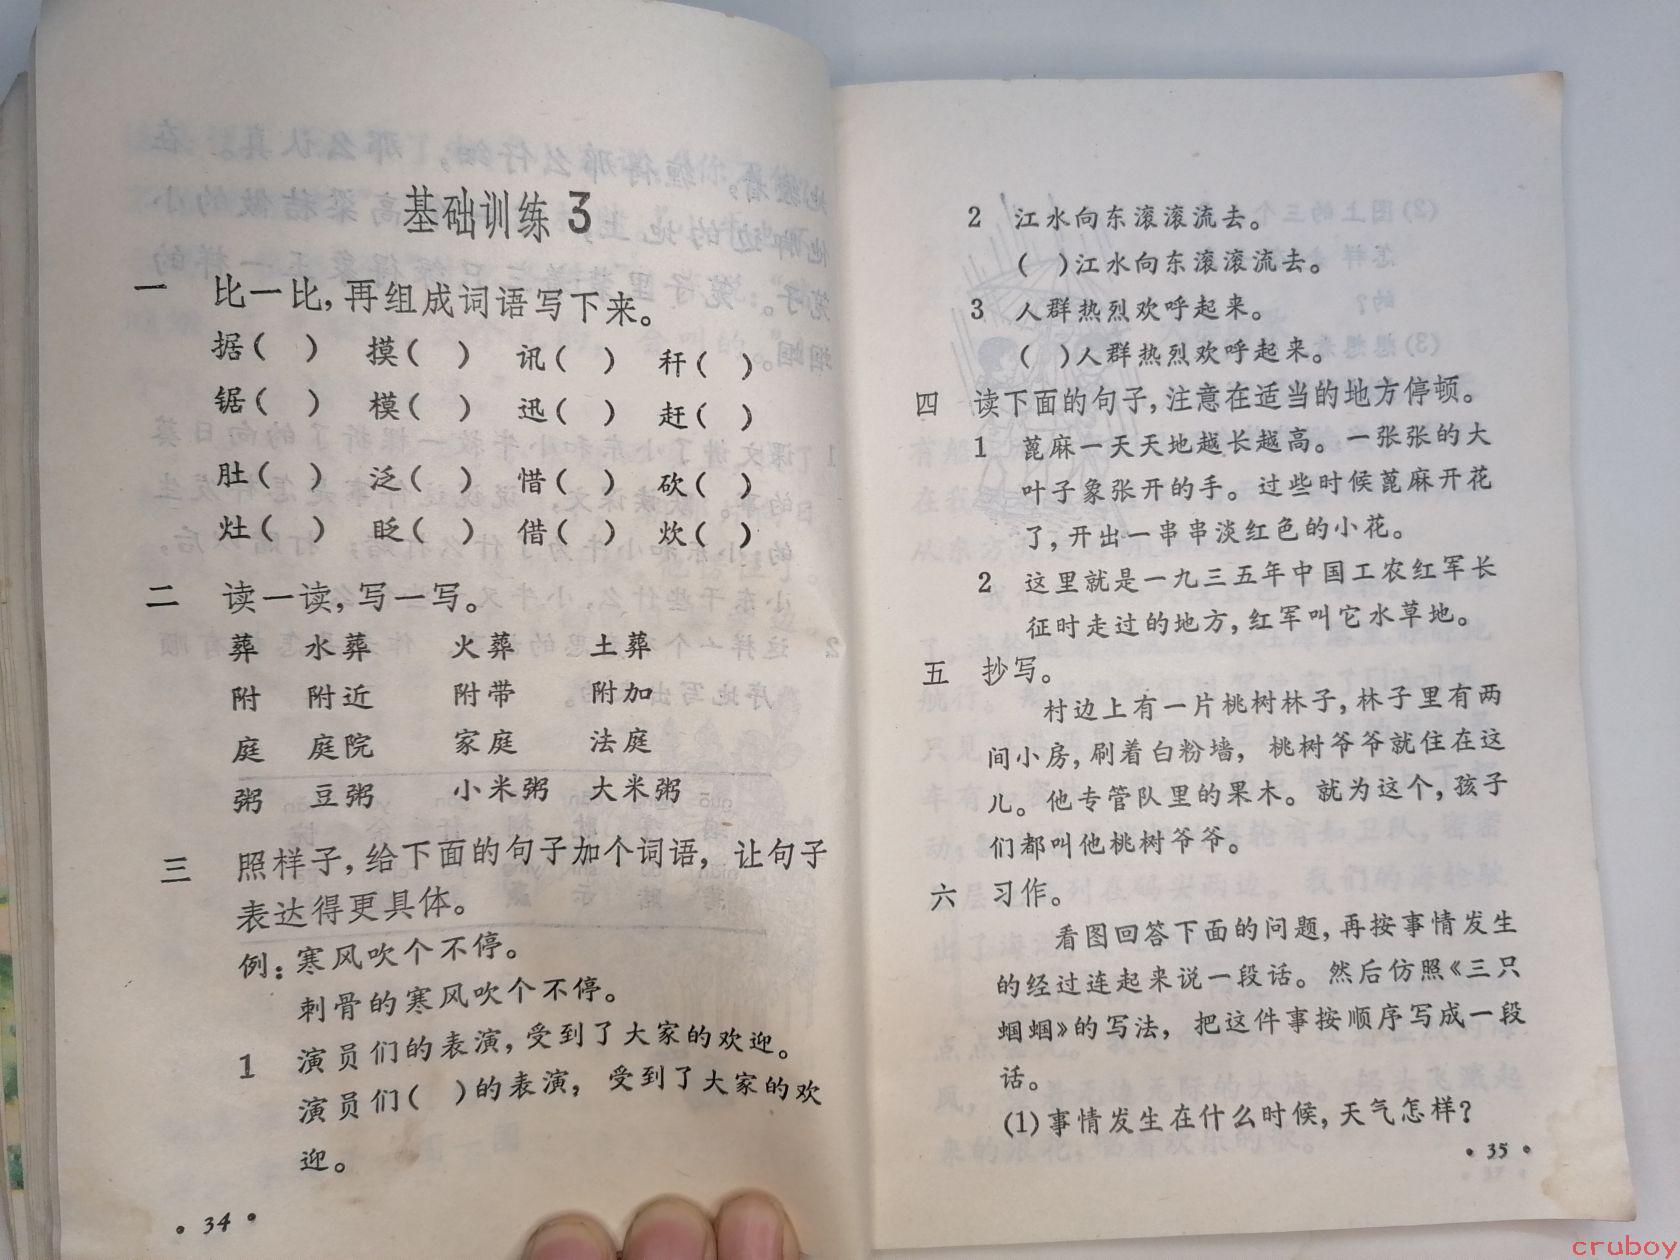 基础训练3
一 比一比,再组成词语写下来。
据( ) 摸( ) 讯( ) 秆( )
锯( ) 模( ) 迅( ) 赶( )
肚( ) 泛( ) 惜( ) 砍( )
灶( ) 眨( ) 借( ) 炊( )
二 读一读,写一写。
葬 水葬 火葬 土葬
附 附近 附带 附加
庭 庭院 家庭 法庭
粥 豆粥 小米粥 大米粥
三 照样子,给下面的句子加个词语,让句子
表达得更具体。
例:寒风吹个不停。
刺骨的寒风吹个不停。
1 演员们的表演,受到了大家的欢迎。
演员们( )的表演,受到了大家的欢
迎。
·34·
2 江水向东滚滚流去。
( )江水向东滚滚流去。
3 人群热烈欢呼起来。
( )人群热烈欢呼起来。
四 读下面的句子,注意在适当的地方停顿。
1 蓖麻一天天地越长越高。一张张的大
叶子象张开的手。过些时候蓖麻开花
了,开出一串串淡红色的小花。
2 这里就是一九三五年中国工农红军长
征时走过的地方,红军叫它水草地。
五 抄写。
村边上有一片桃树林子,林子里有两
间小房,刷着白粉墙,桃树爷爷就住在这
儿。他专管队里的果木。就为这个,孩子
们都叫他桃树爷爷。
六 习作。
看图回答下面的问题,再按事情发生
的经过连起来说一段话。然后仿照《三只
蝈蝈》的写法,把这件事按顺序写成一段
话。
(1)事情发生在什么时候,天气怎样?
·35·
cruboy